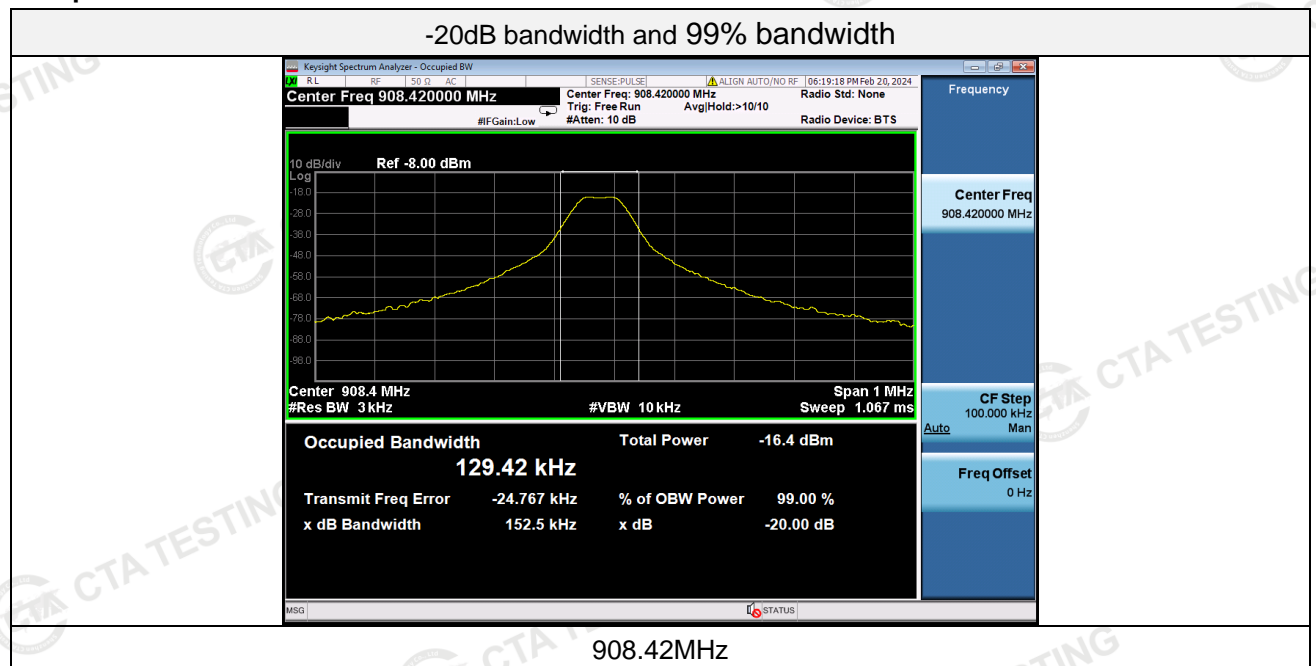 -20dB bandwidth and 99% bandwidth
Keysight Spectrum Analyzer - Occupied BW
RL RF 50 Ω AC SENSE:PULSE ALIGN AUTO/NO RF 06:19:18 PM Feb 20, 2024
Center Freq 908.420000 MHz
Center Freq: 908.420000 MHz Radio Std: None
Trig: Free Run Avg|Hold:>10/10
#IFGain:Low #Atten: 10 dB Radio Device: BTS
Frequency
10 dB/div Ref -8.00 dBm
Log
-18.0
-28.0
-38.0
-48.0
-58.0
-68.0
-78.0
-88.0
-98.0
Center 908.4 MHz Span 1 MHz
#Res BW 3 kHz #VBW 10 kHz Sweep 1.067 ms
Center Freq
908.420000 MHz
CF Step
100.000 kHz
Auto Man
Freq Offset
0 Hz
Occupied Bandwidth Total Power -16.4 dBm
129.42 kHz
Transmit Freq Error -24.767 kHz % of OBW Power 99.00 %
x dB Bandwidth 152.5 kHz x dB -20.00 dB
MSG STATUS
908.42MHz
STING
CTA
CTA TESTING
CTA TESTING
CTA T
TING